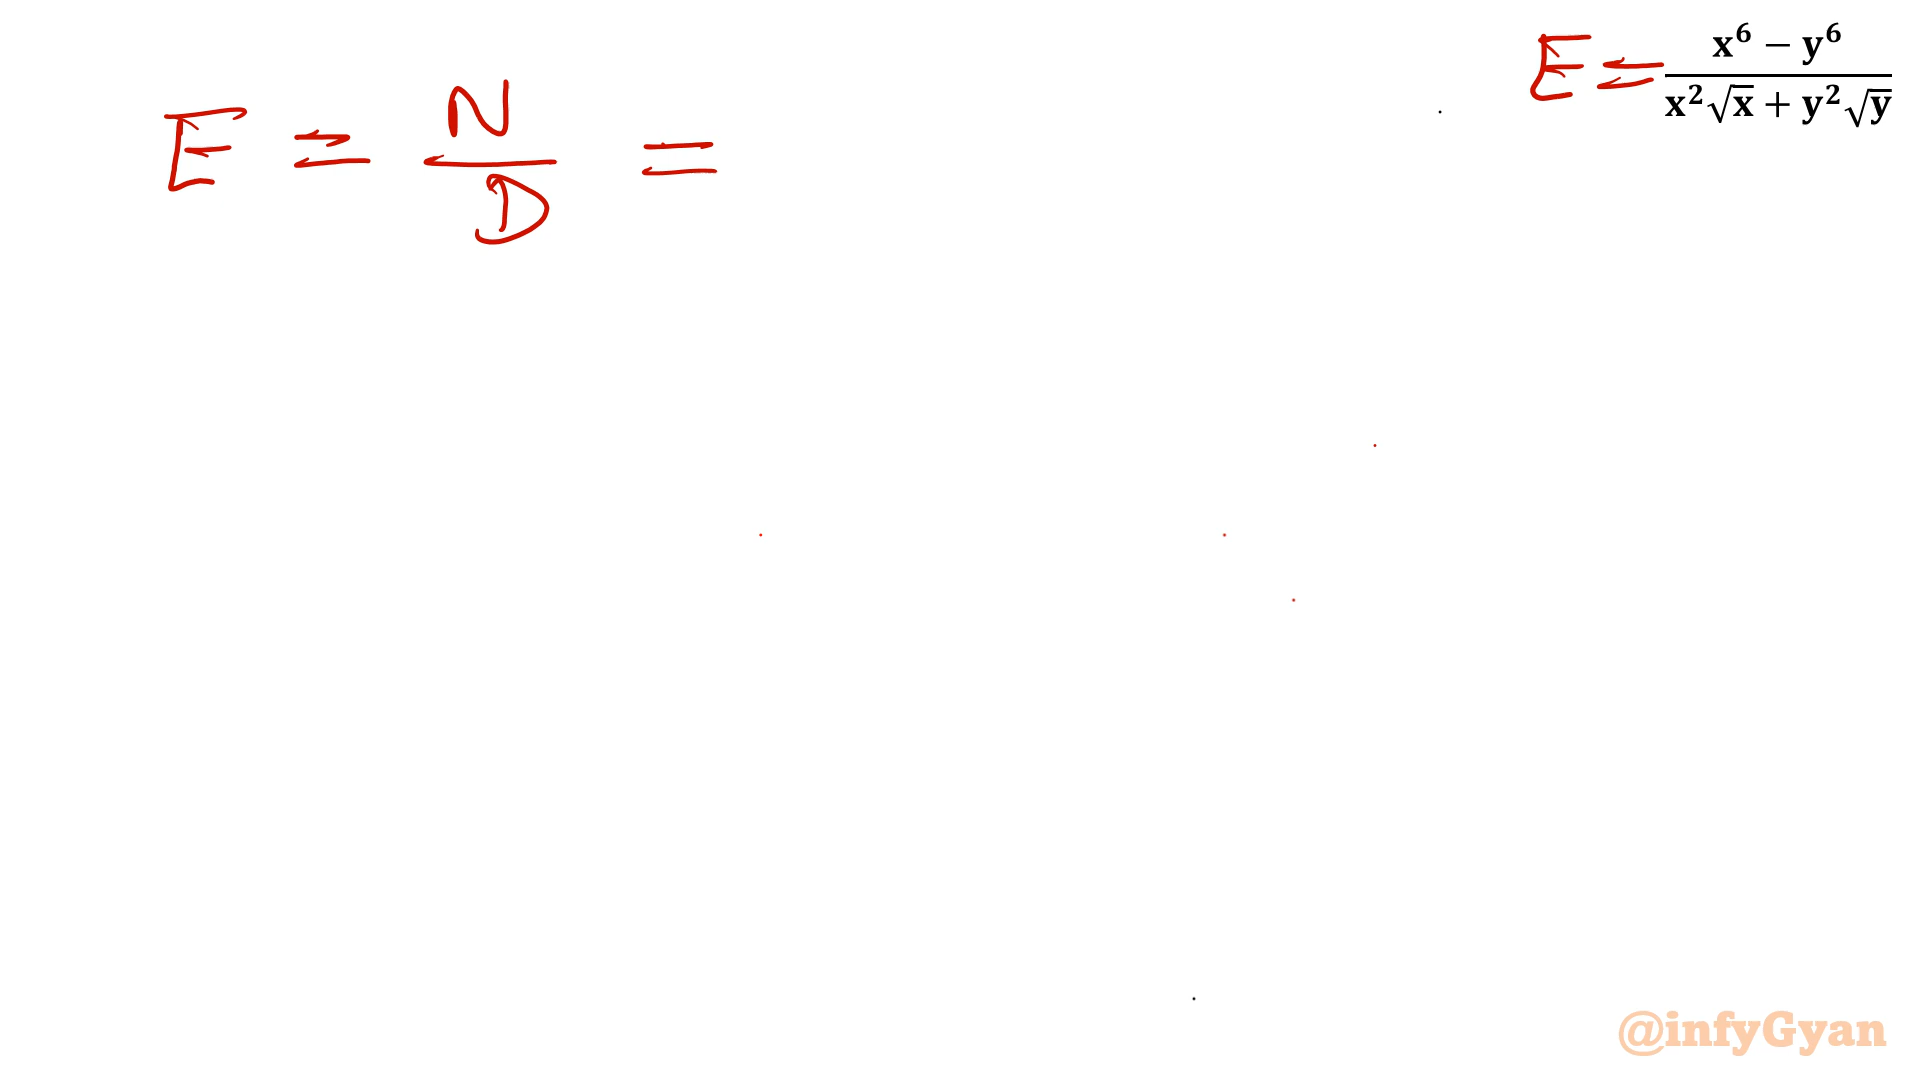 E = x⁶ − y⁶ / x²√x + y²√y
E = N / D =
@infyGyan